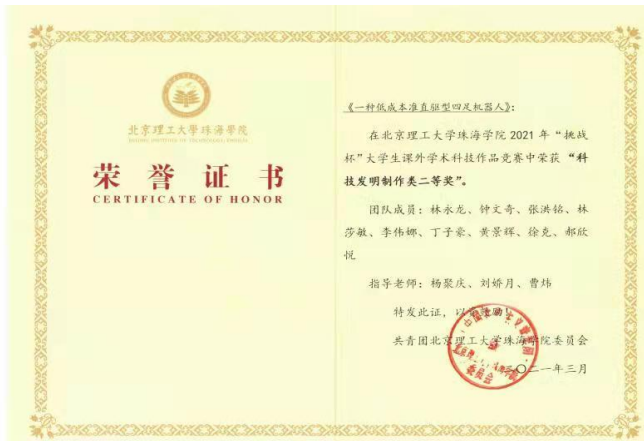 北京理工大學珠海學院
荣誉证书
CERTIFICATE OF HONOR
《一种低成本准直驱型四足机器人》：
在北京理工大学珠海学院2021年“挑战
杯”大学生课外学术科技作品竞赛中荣获“科
技发明制作类二等奖”。
团队成员：林永龙、钟文奇、张洪铭、林
莎敏、李伟娜、丁子豪、黄景辉、徐克、郝欣
悦
指导老师：杨聚庆、刘娇月、曹炜
特发此证，以资鼓励！
共青团北京理工大学珠海学院委员会
二〇二一年三月